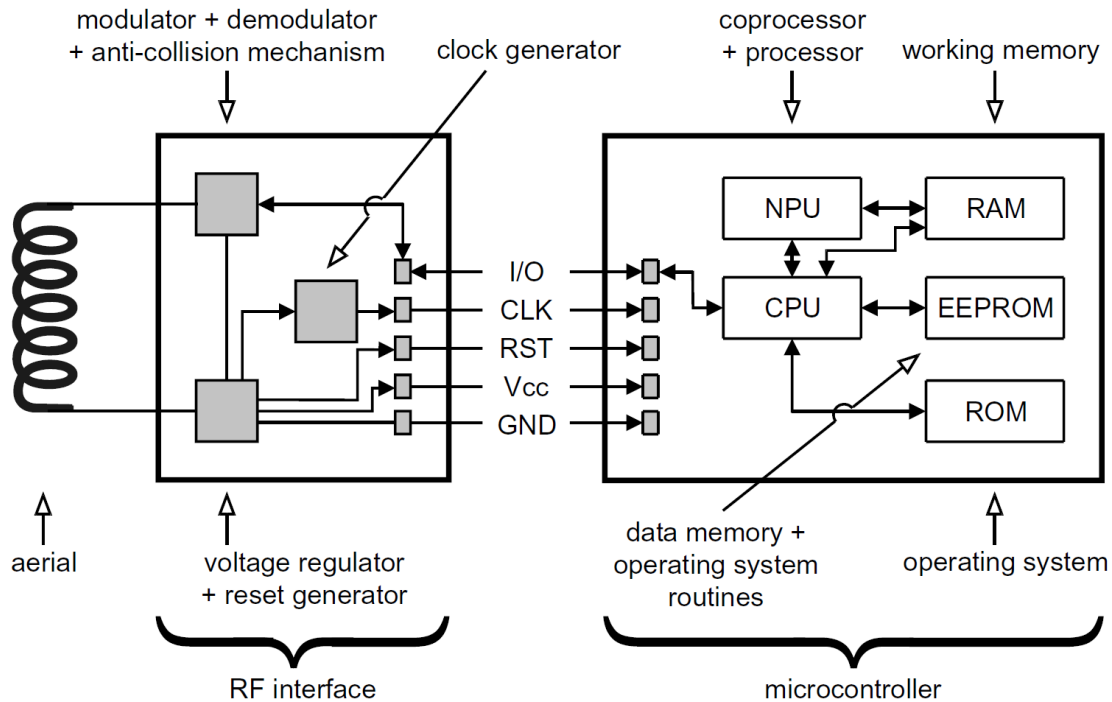 modulator + demodulator
+ anti-collision mechanism
clock generator
coprocessor
+ processor
working memory
NPU
RAM
I/O
CLK
RST
Vcc
GND
CPU
EEPROM
ROM
aerial
voltage regulator
+ reset generator
data memory +
operating system
routines
operating system
RF interface
microcontroller